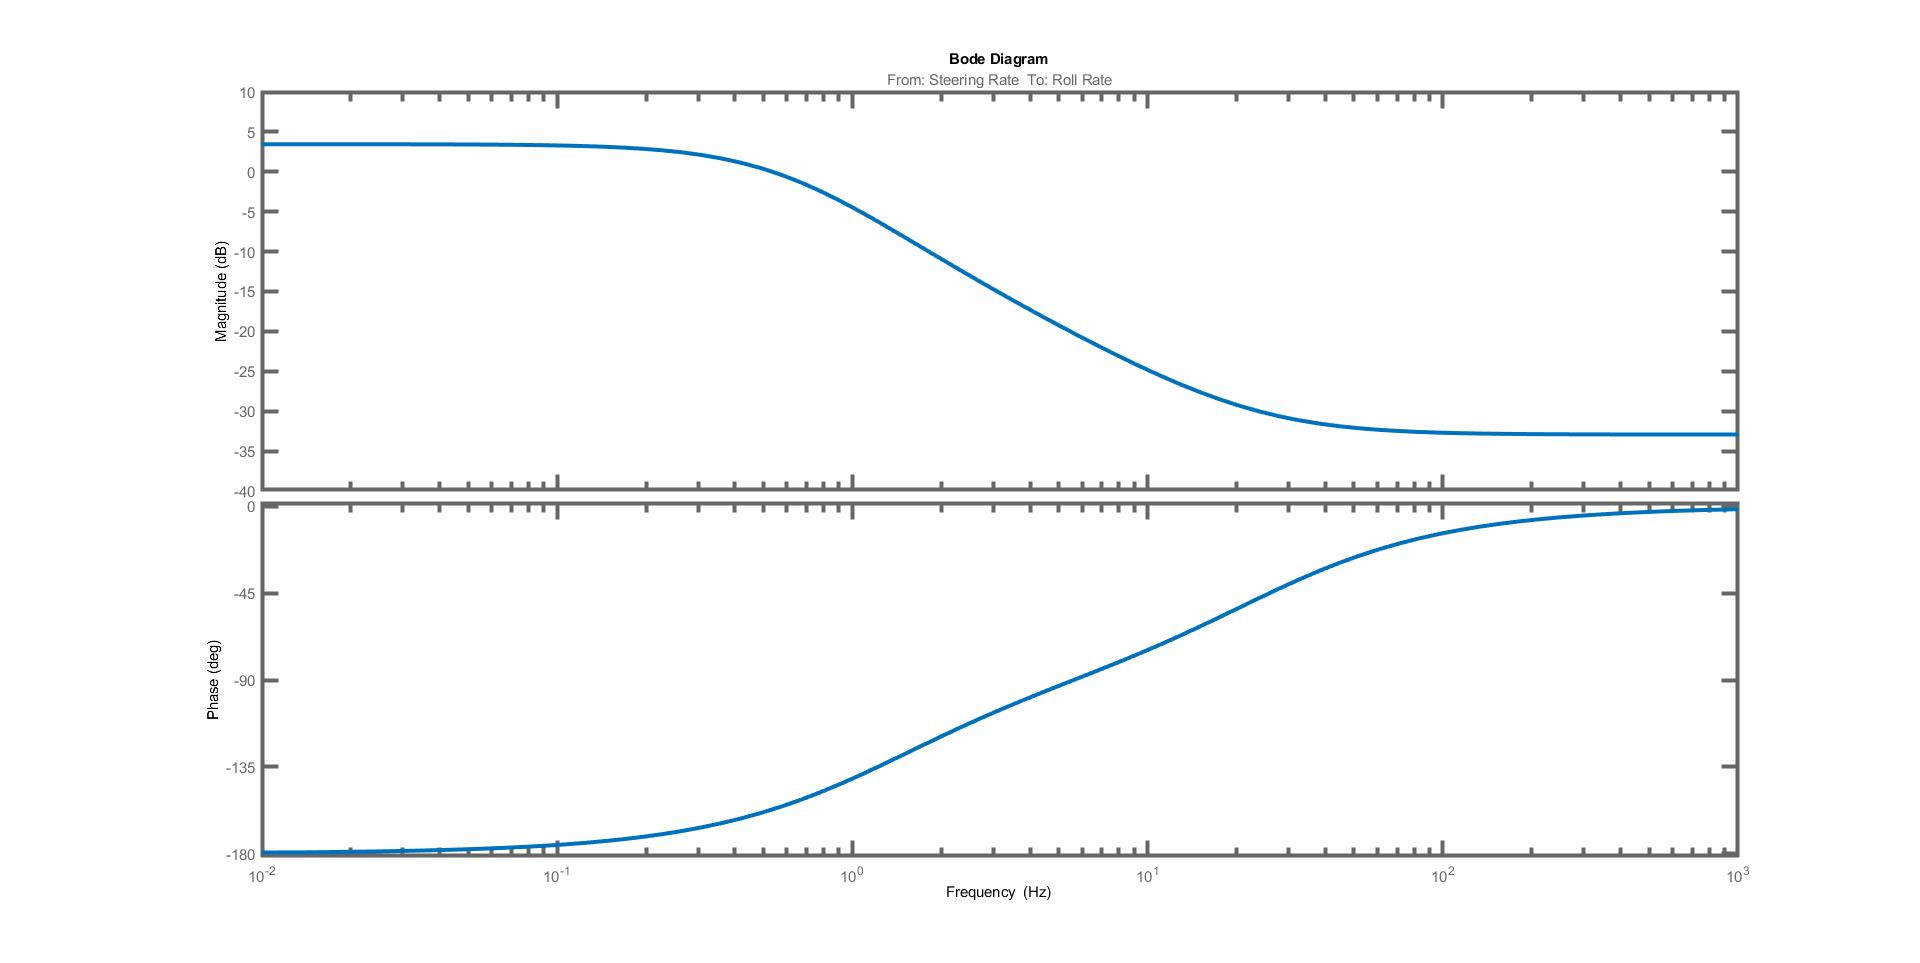 Bode Diagram
From: Steering Rate  To: Roll Rate
Magnitude (dB)
10
5
0
-5
-10
-15
-20
-25
-30
-35
-40
Phase (deg)
0
-45
-90
-135
-180
10^-2 10^-1 10^0 10^1 10^2 10^3
Frequency (Hz)